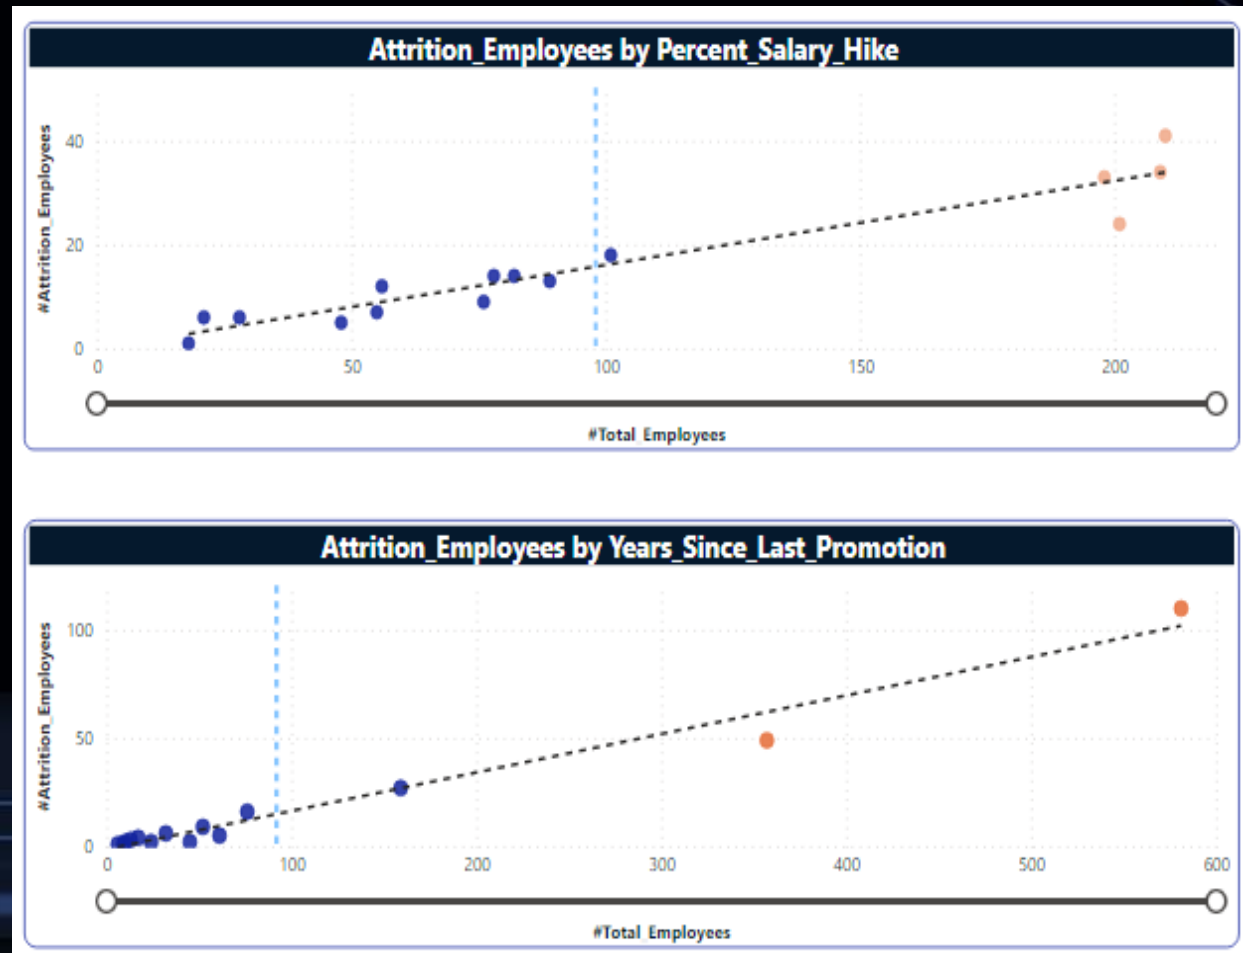 Attrition_Employees by Percent_Salary_Hike
#Attrition_Employees
40
20
0
0 50 100 150 200
#Total_Employees
Attrition_Employees by Years_Since_Last_Promotion
#Attrition_Employees
100
50
0
0 100 200 300 400 500 600
#Total_Employees